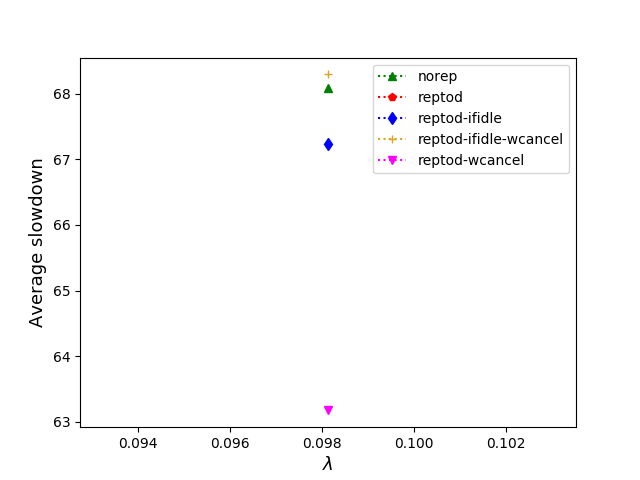 68
67
66
65
64
63
Average slowdown
0.094
0.096
0.098
0.100
0.102
λ
norep
reptod
reptod-ifidle
reptod-ifidle-wcancel
reptod-wcancel